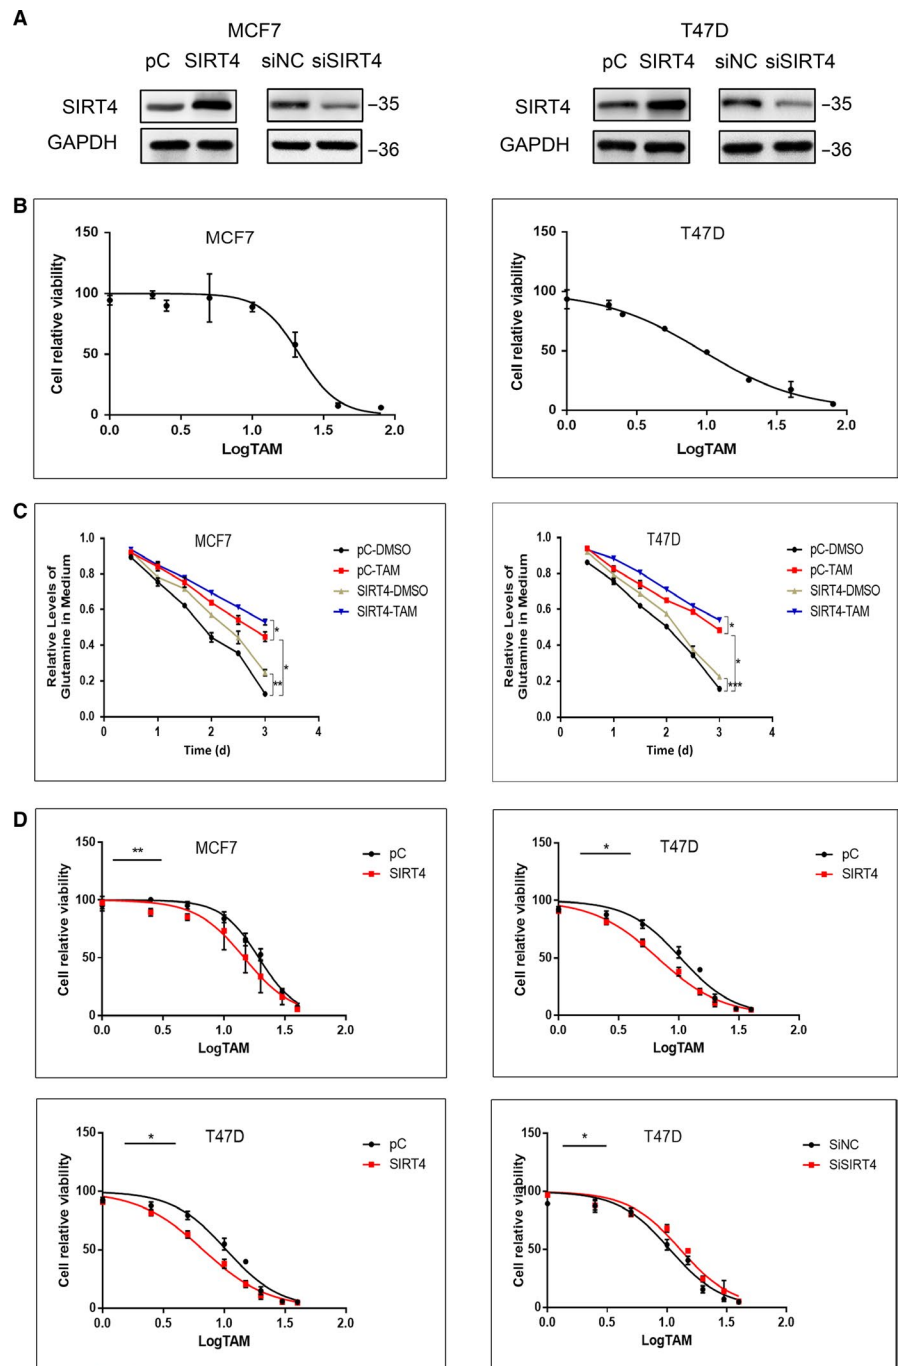 A
MCF7
T47D
pC SIRT4 siNC siSIRT4
pC SIRT4 siNC siSIRT4
SIRT4
–35
SIRT4
–35
GAPDH
–36
GAPDH
–36
B
MCF7
150
100
50
0
0.0 0.5 1.0 1.5 2.0
Cell relative viability
LogTAM
T47D
150
100
50
0
0.0 0.5 1.0 1.5 2.0
Cell relative viability
LogTAM
C
MCF7
1.0
0.8
0.6
0.4
0.2
0.0
0 1 2 3 4
Relative Levels of
Glutamine in Medium
Time (d)
pC-DMSO
pC-TAM
SIRT4-DMSO
SIRT4-TAM
*
*
**
T47D
1.0
0.8
0.6
0.4
0.2
0.0
0 1 2 3 4
Relative Levels of
Glutamine in Medium
Time (d)
pC-DMSO
pC-TAM
SIRT4-DMSO
SIRT4-TAM
*
*
***
D
MCF7
**
150
100
50
0
0.0 0.5 1.0 1.5 2.0
Cell relative viability
LogTAM
pC
SIRT4
T47D
*
150
100
50
0
0.0 0.5 1.0 1.5 2.0
Cell relative viability
LogTAM
pC
SIRT4
T47D
*
150
100
50
0
0.0 0.5 1.0 1.5 2.0
Cell relative viability
LogTAM
pC
SIRT4
T47D
*
150
100
50
0
0.0 0.5 1.0 1.5 2.0
Cell relative viability
LogTAM
SiNC
SiSIRT4